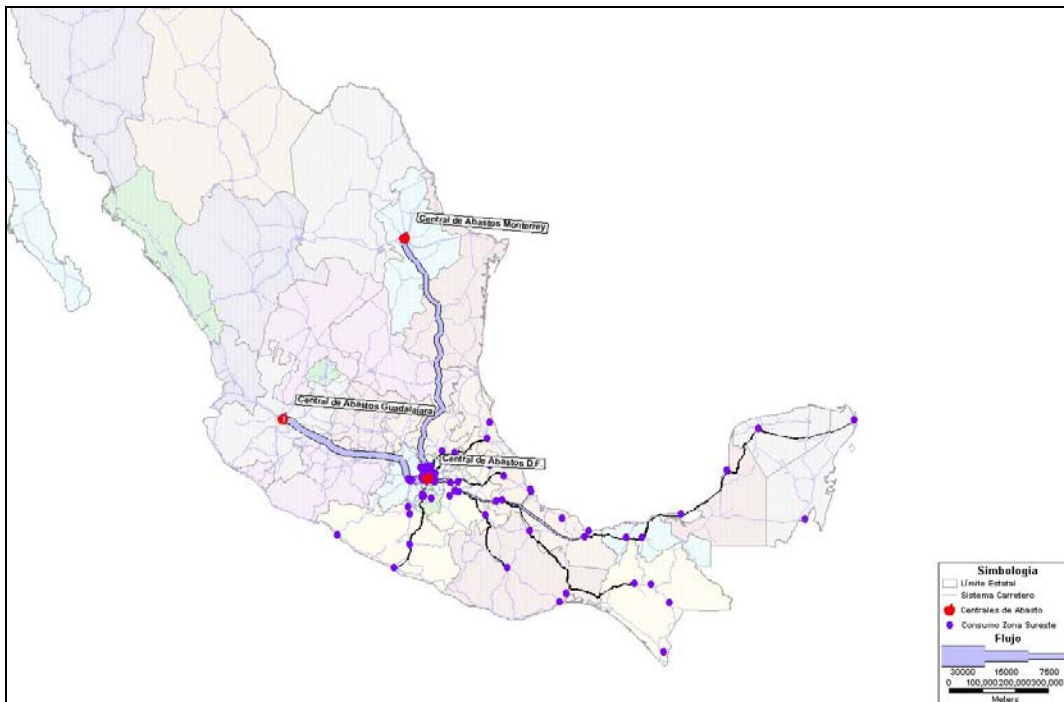 Central de Abastos Monterrey
Central de Abastos Guadalajara
Central de Abastos D.F.
Simbología
Límite Estatal
Sistema Carretero
Centrales de Abasto
Consumo Zona Sureste
Flujo
30000 15000 7500
0 100,000 200,000 300,000
Meters